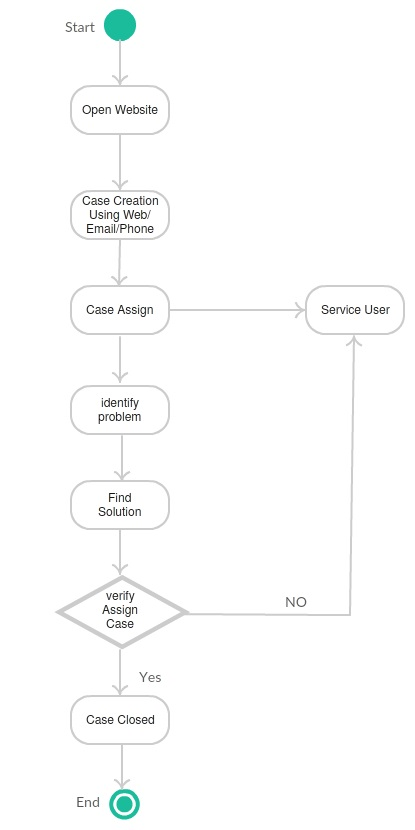 Start
Open Website
Case Creation
Using Web/
Email/Phone
Case Assign
Service User
identify
problem
Find
Solution
verify
Assign
Case
NO
Yes
Case Closed
End